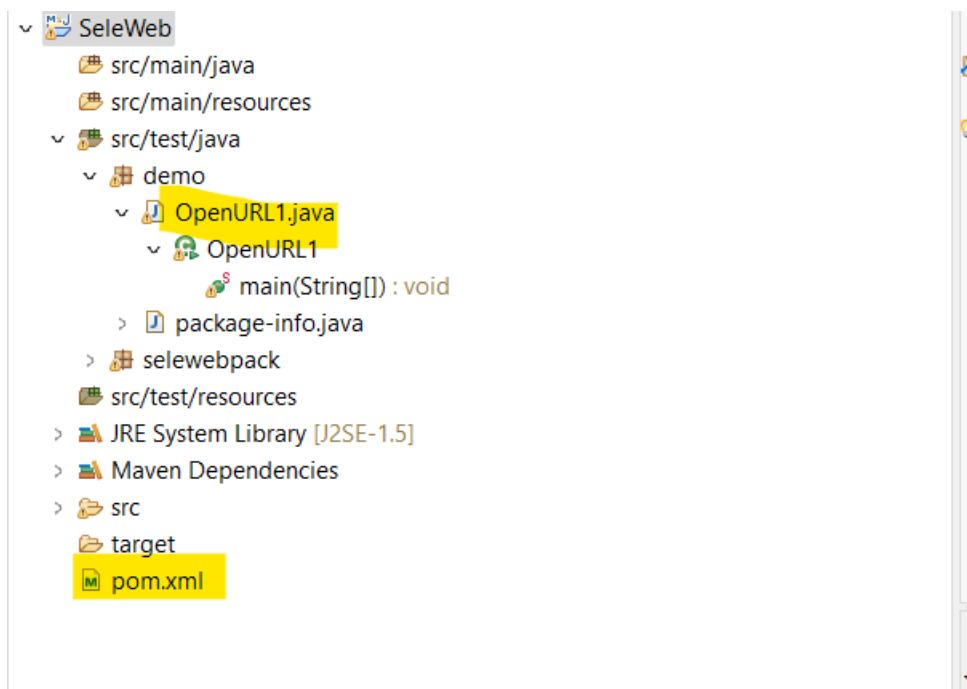 SeleWeb
src/main/java
src/main/resources
src/test/java
demo
OpenURL1.java
OpenURL1
main(String[]) : void
package-info.java
selewebpack
src/test/resources
JRE System Library [J2SE-1.5]
Maven Dependencies
src
target
pom.xml